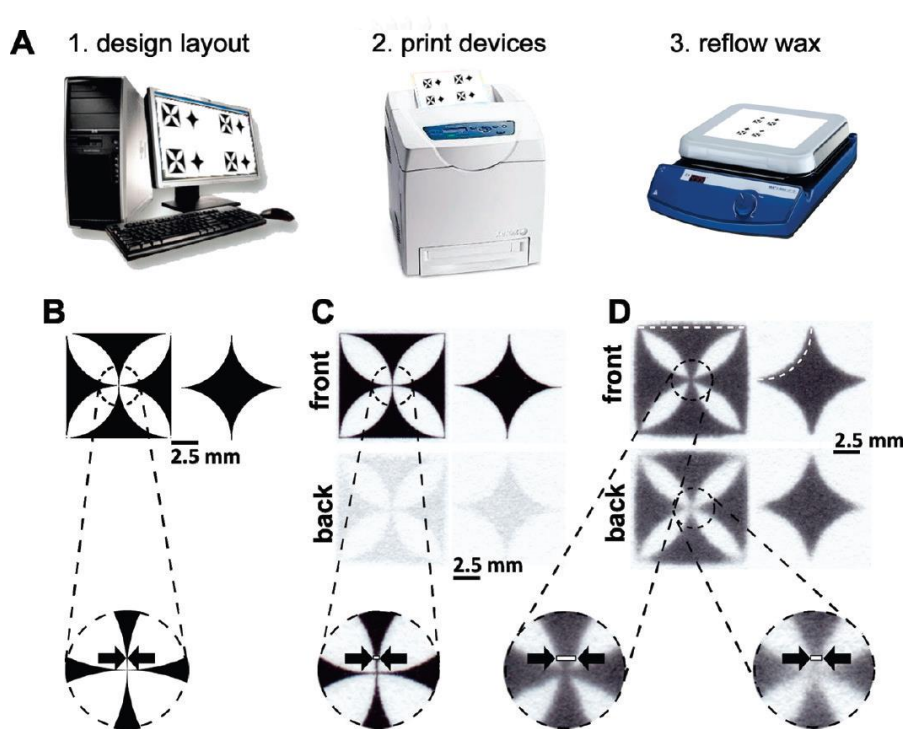 A
1. design layout
2. print devices
3. reflow wax
B
C
D
front
front
2.5 mm
2.5 mm
back
back
2.5 mm